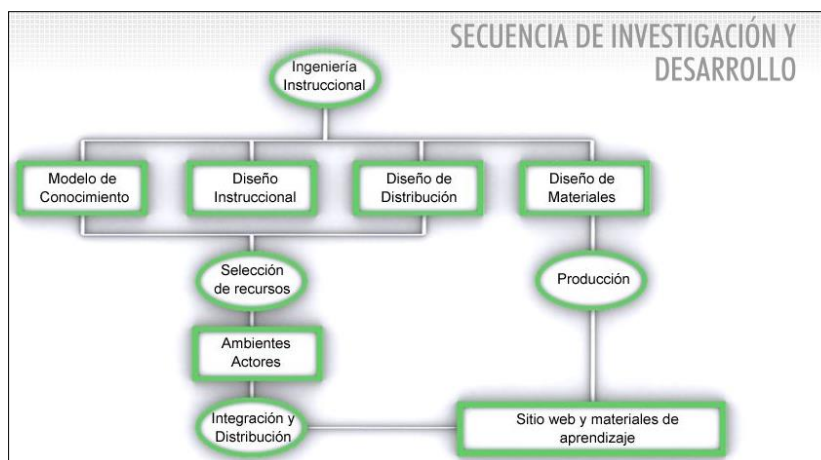 SECUENCIA DE INVESTIGACIÓN Y
DESARROLLO
Ingeniería
Instruccional
Modelo de
Conocimiento
Diseño
Instruccional
Diseño de
Distribución
Diseño de
Materiales
Selección
de recursos
Producción
Ambientes
Actores
Integración y
Distribución
Sitio web y materiales de
aprendizaje